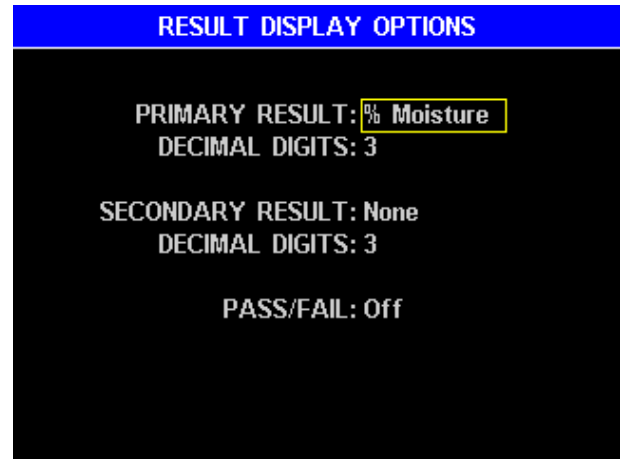 RESULT DISPLAY OPTIONS
PRIMARY RESULT: % Moisture
DECIMAL DIGITS: 3
SECONDARY RESULT: None
DECIMAL DIGITS: 3
PASS/FAIL: Off